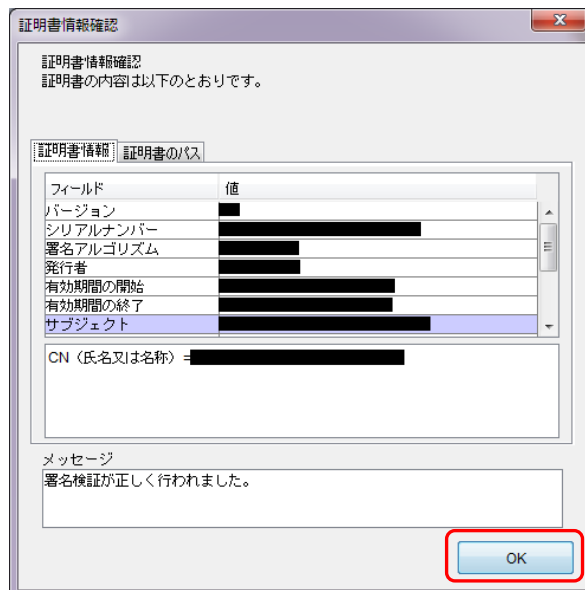 証明書情報確認
証明書情報確認
証明書の内容は以下のとおりです。
証明書情報 証明書のパス
フィールド 値
バージョン
シリアルナンバー
署名アルゴリズム
発行者
有効期間の開始
有効期間の終了
サブジェクト
CN（氏名又は名称）=
メッセージ
署名検証が正しく行われました。
OK